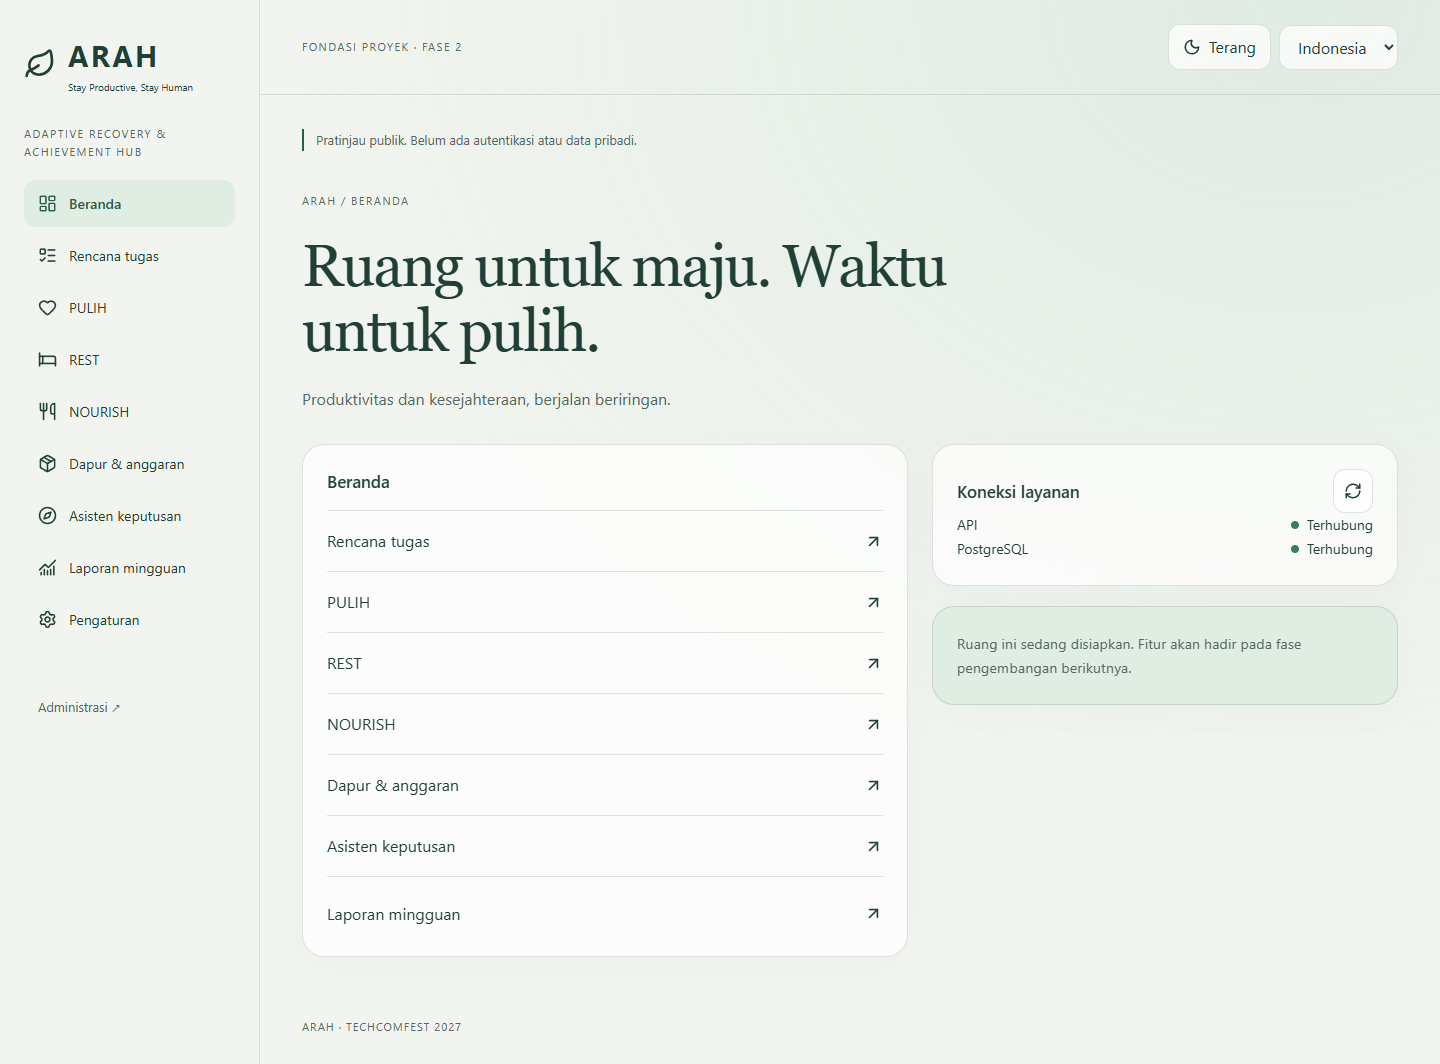 ARAH
Stay Productive, Stay Human
ADAPTIVE RECOVERY &
ACHIEVEMENT HUB
Beranda
Rencana tugas
PULIH
REST
NOURISH
Dapur & anggaran
Asisten keputusan
Laporan mingguan
Pengaturan
Administrasi ↗
FONDASI PROYEK · FASE 2
Terang
Indonesia
Pratinjau publik. Belum ada autentikasi atau data pribadi.
ARAH / BERANDA
Ruang untuk maju. Waktu
untuk pulih.
Produktivitas dan kesejahteraan, berjalan beriringan.
Beranda
Rencana tugas
PULIH
REST
NOURISH
Dapur & anggaran
Asisten keputusan
Laporan mingguan
Koneksi layanan
API Terhubung
PostgreSQL Terhubung
Ruang ini sedang disiapkan. Fitur akan hadir pada fase
pengembangan berikutnya.
ARAH · TECHCOMFEST 2027